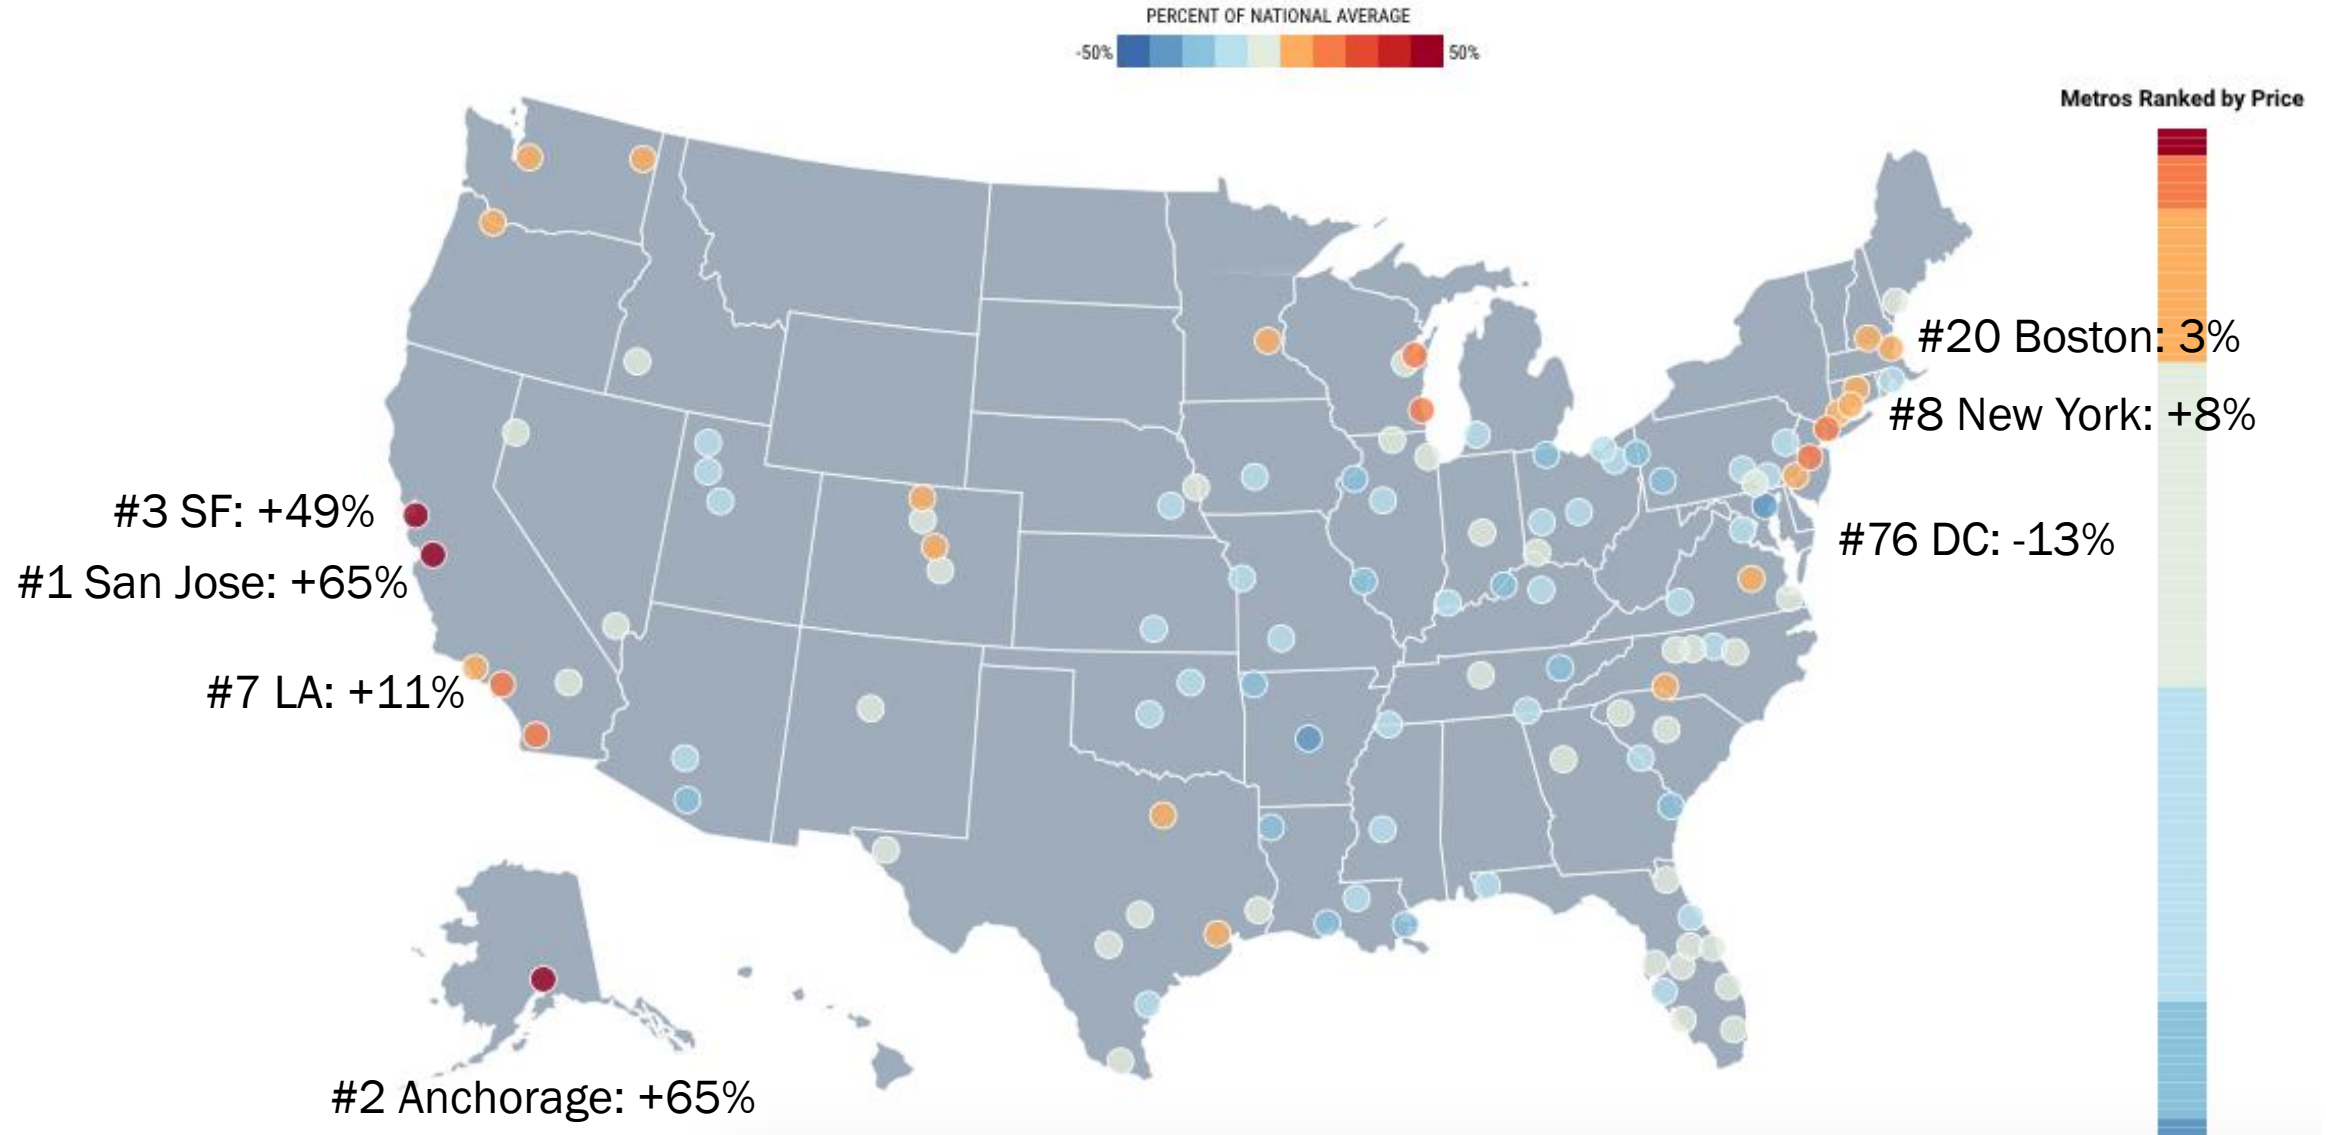 PERCENT OF NATIONAL AVERAGE
-50% 50%
Metros Ranked by Price
#20 Boston: 3%
#8 New York: +8%
#3 SF: +49%
#76 DC: -13%
#1 San Jose: +65%
#7 LA: +11%
#2 Anchorage: +65%